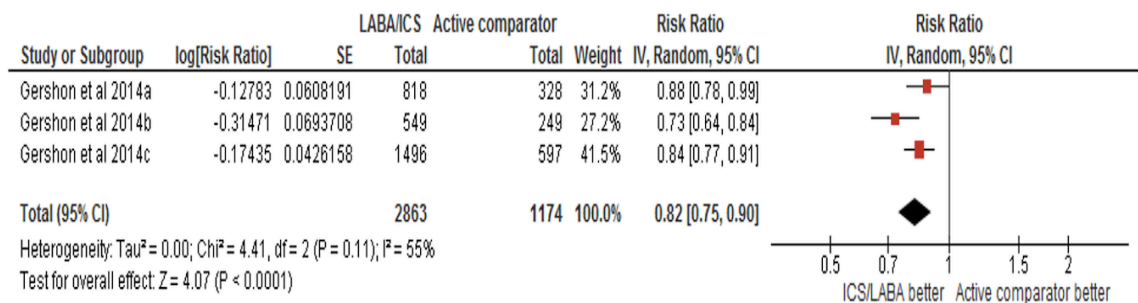 LABA/ICS Active comparator Risk Ratio Risk Ratio
Study or Subgroup log[Risk Ratio] SE Total Total Weight IV, Random, 95% CI IV, Random, 95% CI
Gershon et al 2014a -0.12783 0.0608191 818 328 31.2% 0.88 [0.78, 0.99]
Gershon et al 2014b -0.31471 0.0693708 549 249 27.2% 0.73 [0.64, 0.84]
Gershon et al 2014c -0.17435 0.0426158 1496 597 41.5% 0.84 [0.77, 0.91]
Total (95% CI) 2863 1174 100.0% 0.82 [0.75, 0.90]
Heterogeneity: Tau² = 0.00; Chi² = 4.41, df = 2 (P = 0.11); I² = 55%
Test for overall effect: Z = 4.07 (P < 0.0001)
0.5 0.7 1 1.5 2
ICS/LABA better Active comparator better